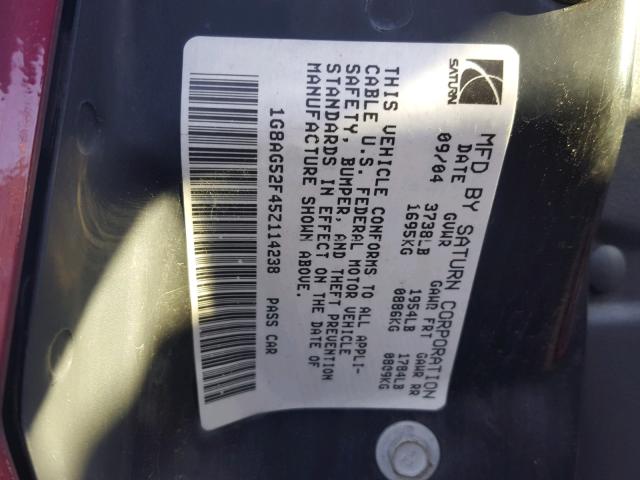 SATURN
MFD BY SATURN CORPORATION
DATE GVWR GAWR FRT GAWR RR
09/04 3738LB 1954LB 1784LB
1695KG 0886KG 0809KG
THIS VEHICLE CONFORMS TO ALL APPLI-
CABLE U.S. FEDERAL MOTOR VEHICLE
SAFETY, BUMPER, AND THEFT PREVENTION
STANDARDS IN EFFECT ON THE DATE OF
MANUFACTURE SHOWN ABOVE.
1G8AG52F45Z114238 PASS CAR